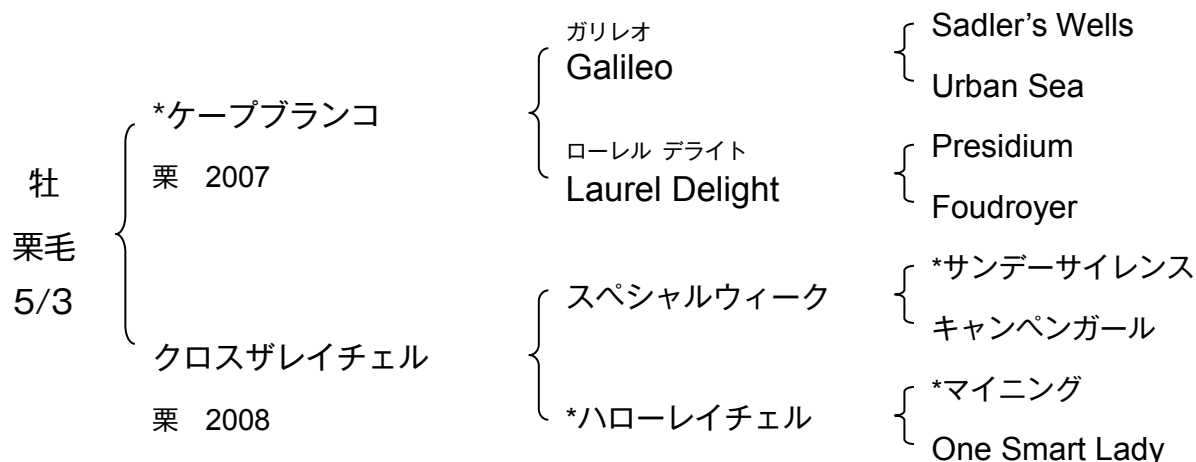 牡
栗毛
5/3
*ケープブランコ
栗 2007
クロスザレイチェル
栗 2008
ガリレオ
Galileo
ローレル デライト
Laurel Delight
スペシャルウィーク
*ハローレイチェル
Sadler's Wells
Urban Sea
Presidium
Foudroyer
*サンデーサイレンス
キャンペンガール
*マイニング
One Smart Lady